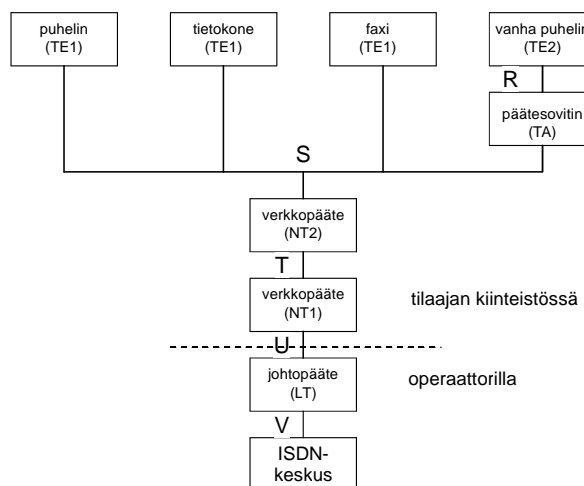 puhelin
(TE1)
tietokone
(TE1)
faxi
(TE1)
vanha puhelin
(TE2)
R
päätesovitin
(TA)
S
verkkopääte
(NT2)
T
verkkopääte
(NT1)
tilaajan kiinteistössä
U
johtopääte
(LT)
operaattorilla
V
ISDN-
keskus